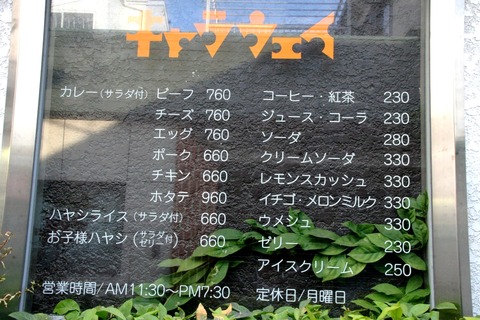 キャラウェイ
カレー(サラダ付) ビーフ 760
チーズ 760
エッグ 760
ポーク 660
チキン 660
ホタテ 960
ハヤシライス(サラダ付) 660
お子様ハヤシ(サラダ ゼリー付) 660
営業時間/AM11:30〜PM7:30
コーヒー・紅茶 230
ジュース・コーラ 230
ソーダ 280
クリームソーダ 330
レモンスカッシュ 330
イチゴ・メロンミルク 330
ウメジュ 330
ゼリー 230
アイスクリーム 250
定休日/月曜日